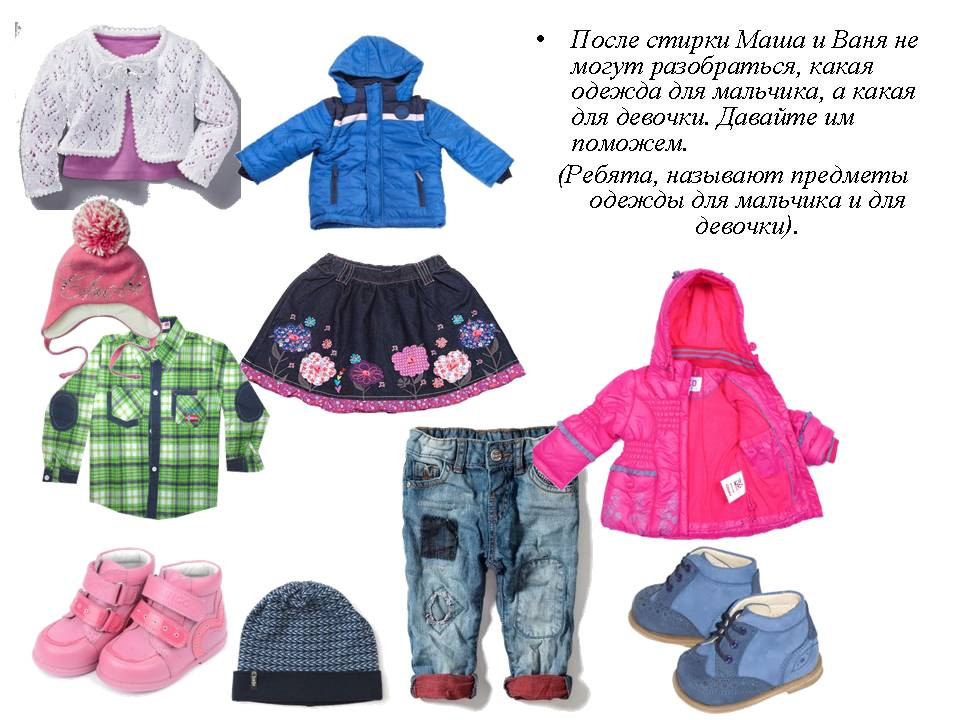 • После стирки Маша и Ваня не
могут разобраться, какая
одежда для мальчика, а какая
для девочки. Давайте им
поможем.
(Ребята, называют предметы
одежды для мальчика и для
девочки).